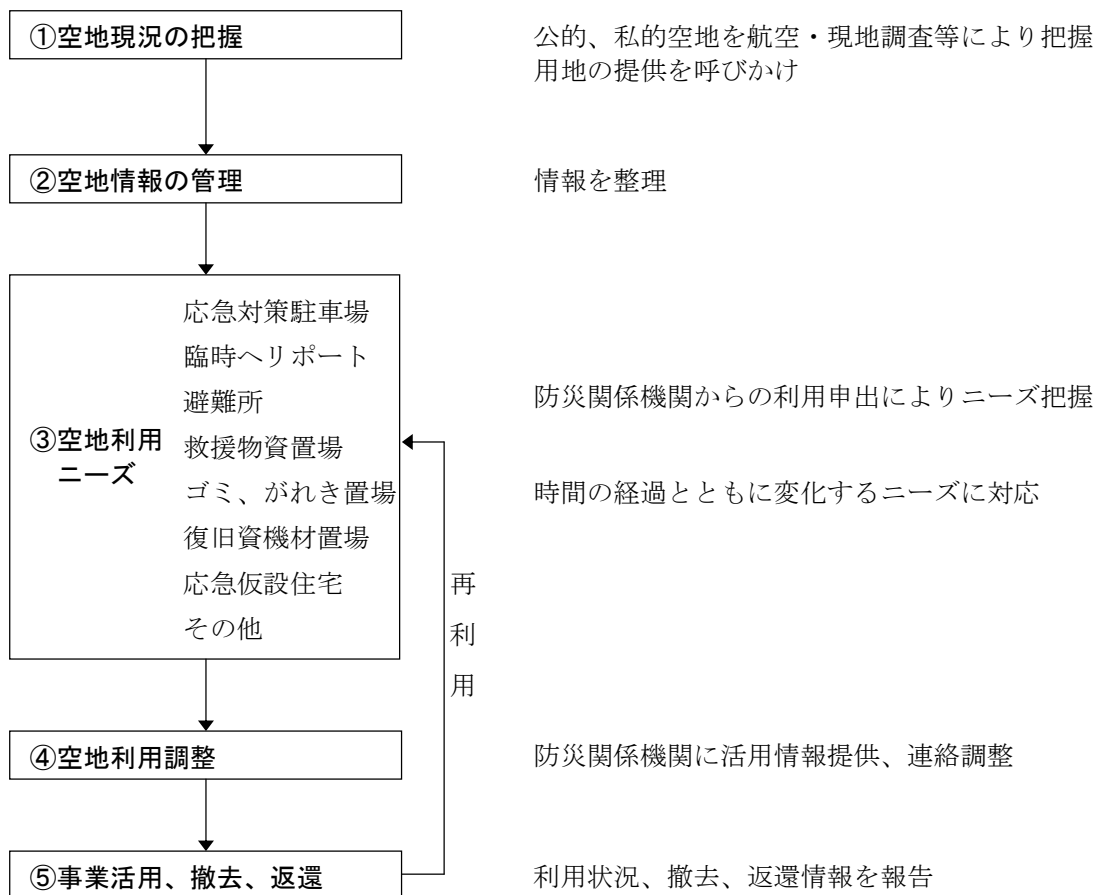 ①空地現況の把握
公的、私的空地を航空・現地調査等により把握
用地の提供を呼びかけ
②空地情報の管理
情報を整理
③空地利用
ニーズ
応急対策駐車場
臨時ヘリポート
避難所
救援物資置場
ゴミ、がれき置場
復旧資機材置場
応急仮設住宅
その他
防災関係機関からの利用申出によりニーズ把握
時間の経過とともに変化するニーズに対応
再
利
用
④空地利用調整
防災関係機関に活用情報提供、連絡調整
⑤事業活用、撤去、返還
利用状況、撤去、返還情報を報告